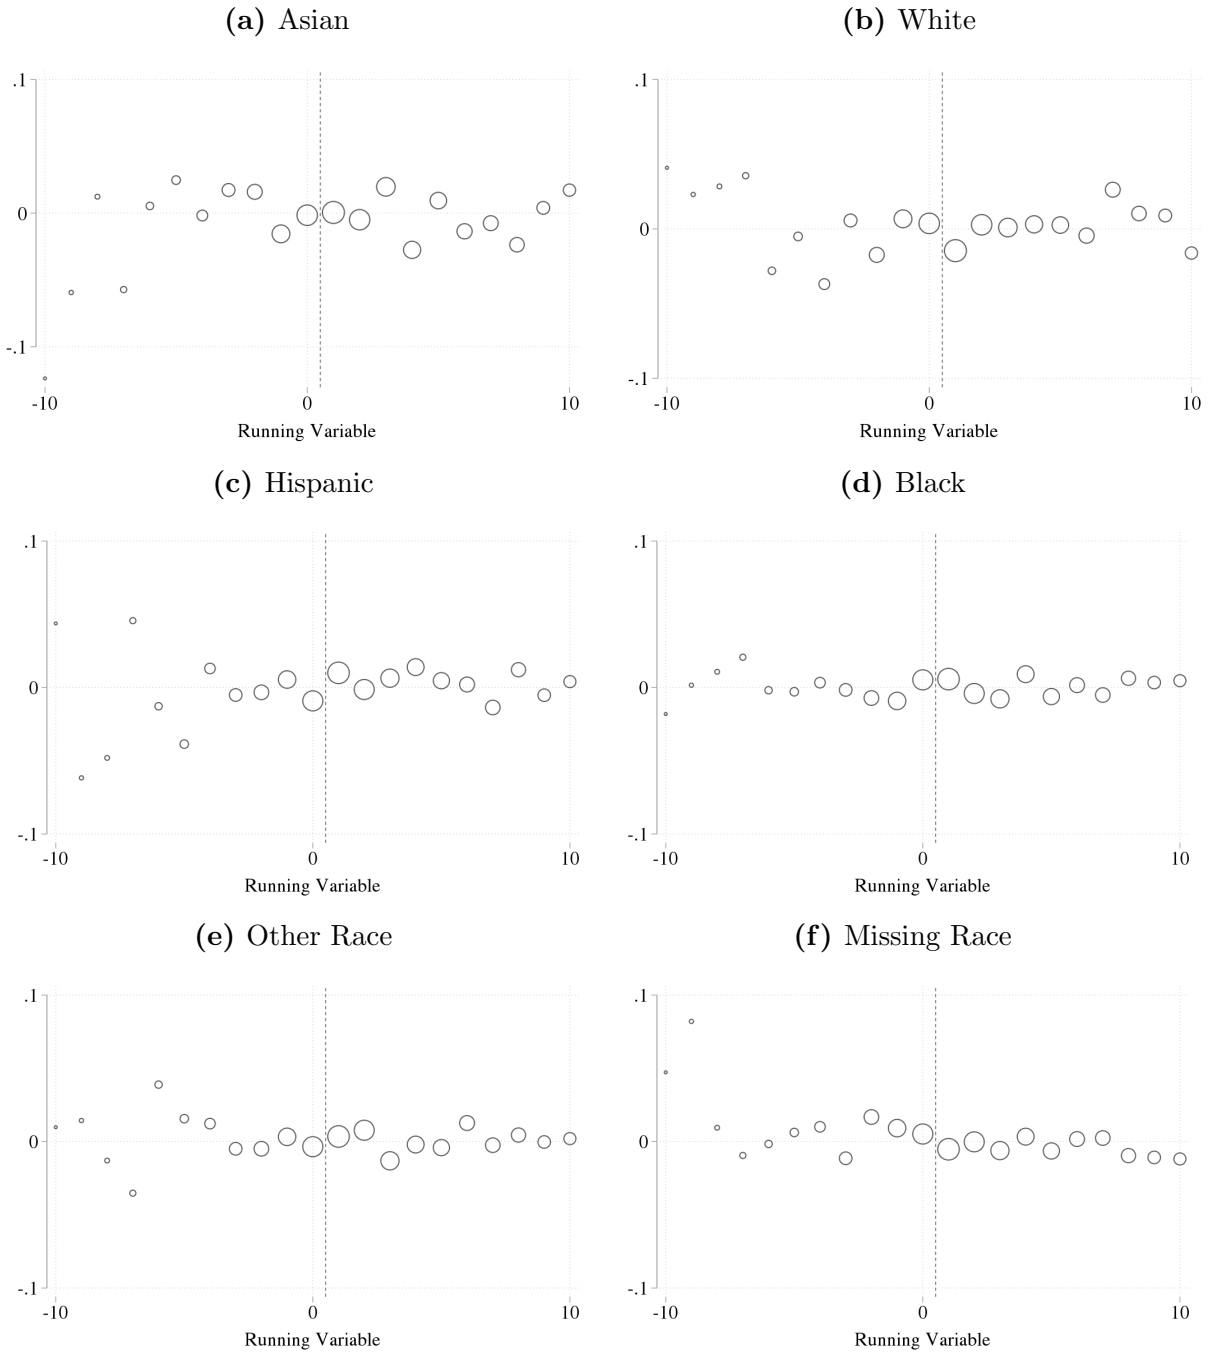 (a) Asian
.1
0
-.1
-10 0 10
Running Variable
(b) White
.1
0
-.1
-10 0 10
Running Variable
(c) Hispanic
.1
0
-.1
-10 0 10
Running Variable
(d) Black
.1
0
-.1
-10 0 10
Running Variable
(e) Other Race
.1
0
-.1
-10 0 10
Running Variable
(f) Missing Race
.1
0
-.1
-10 0 10
Running Variable